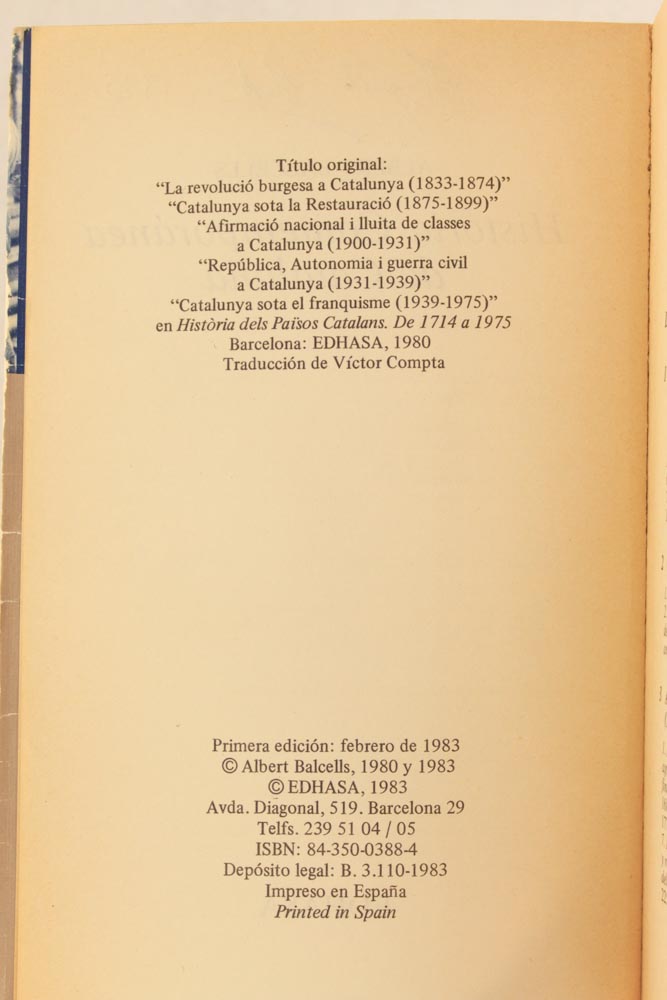 Título original:
“La revolució burgesa a Catalunya (1833-1874)”
“Catalunya sota la Restauració (1875-1899)”
“Afirmació nacional i lluita de classes
a Catalunya (1900-1931)”
“República, Autonomia i guerra civil
a Catalunya (1931-1939)”
“Catalunya sota el franquisme (1939-1975)”
en Història dels Països Catalans. De 1714 a 1975
Barcelona: EDHASA, 1980
Traducción de Víctor Compta
Primera edición: febrero de 1983
© Albert Balcells, 1980 y 1983
© EDHASA, 1983
Avda. Diagonal, 519. Barcelona 29
Telfs. 239 51 04 / 05
ISBN: 84-350-0388-4
Depósito legal: B. 3.110-1983
Impreso en España
Printed in Spain